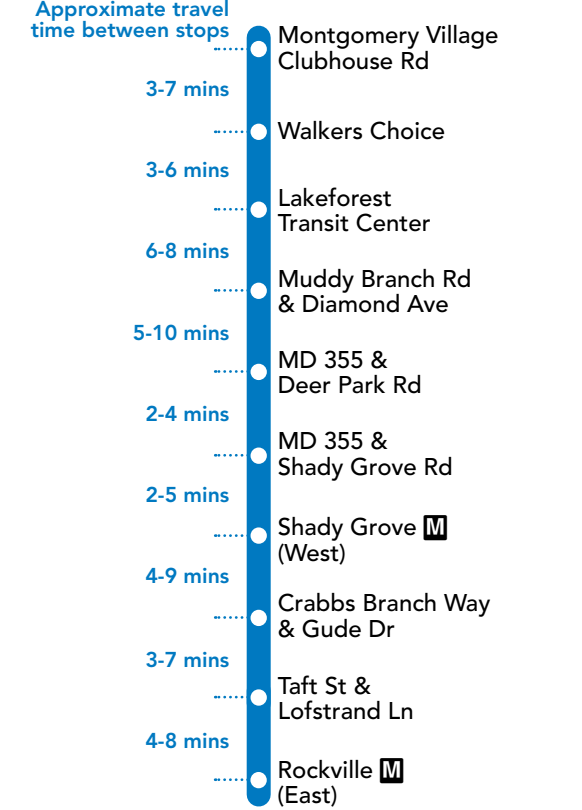 Approximate travel
time between stops
Montgomery Village
Clubhouse Rd
3-7 mins
Walkers Choice
3-6 mins
Lakeforest
Transit Center
6-8 mins
Muddy Branch Rd
& Diamond Ave
5-10 mins
MD 355 &
Deer Park Rd
2-4 mins
MD 355 &
Shady Grove Rd
2-5 mins
Shady Grove M
(West)
4-9 mins
Crabbs Branch Way
& Gude Dr
3-7 mins
Taft St &
Lofstrand Ln
4-8 mins
Rockville M
(East)